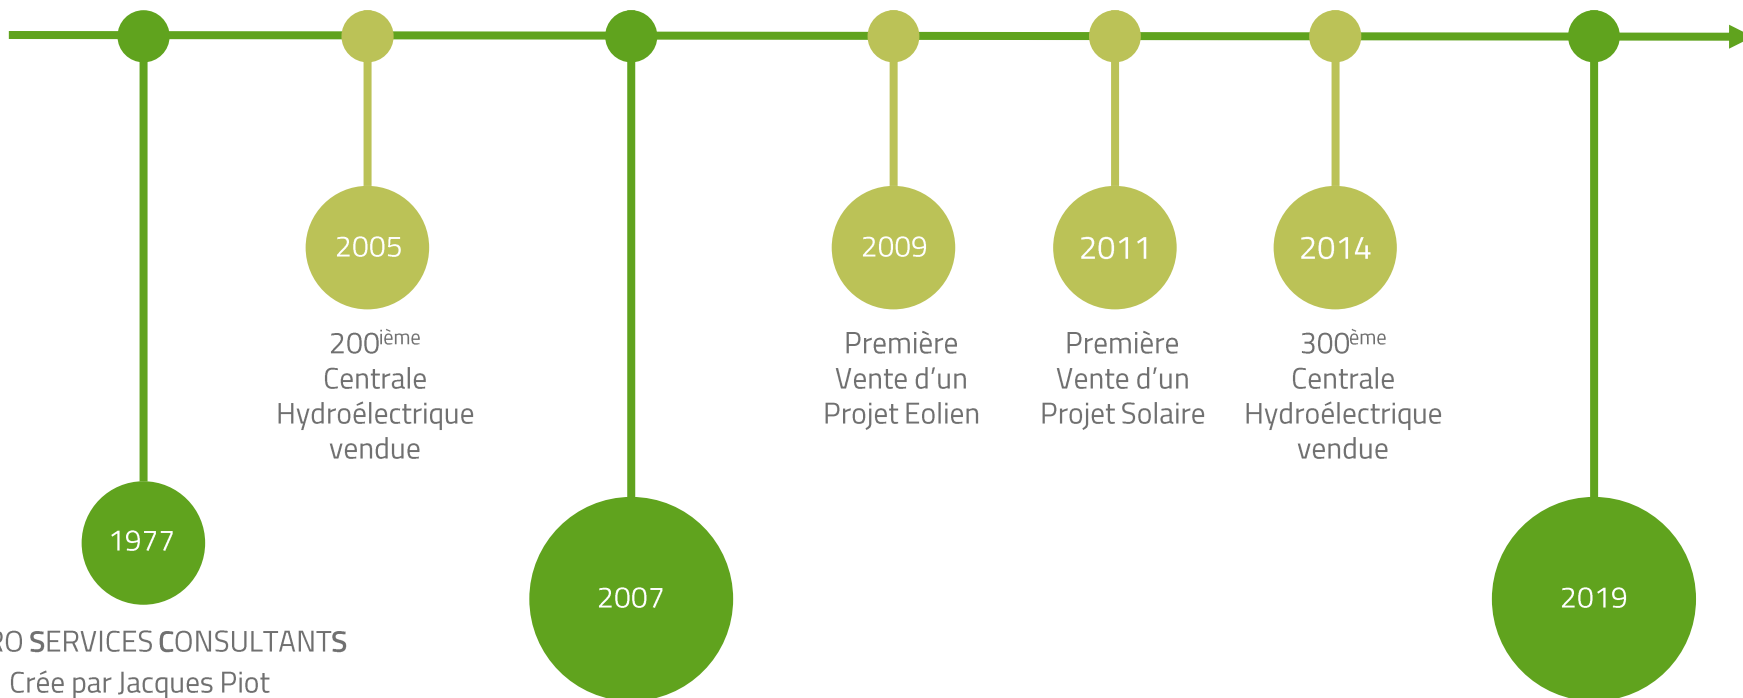 2005
200ième
Centrale
Hydroélectrique
vendue
2009
Première
Vente d’un
Projet Eolien
2011
Première
Vente d’un
Projet Solaire
2014
300ème
Centrale
Hydroélectrique
vendue
1977
RO SERVICES CONSULTANTS
Crée par Jacques Piot
2007
2019